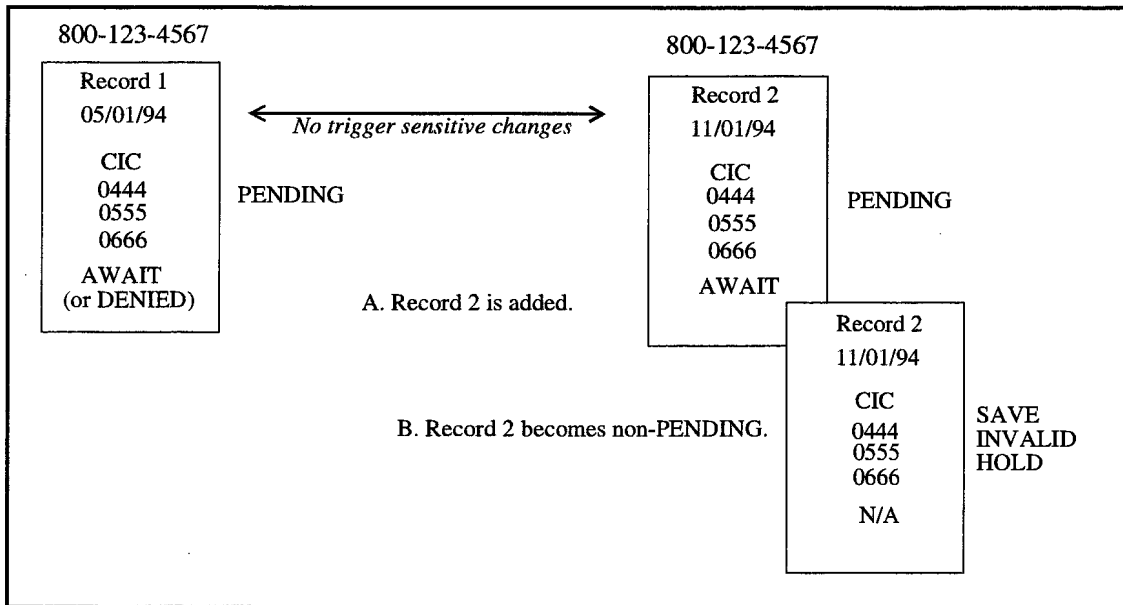 800-123-4567
Record 1
05/01/94
CIC
0444
0555
0666
AWAIT
(or DENIED)
PENDING
No trigger sensitive changes
800-123-4567
Record 2
11/01/94
CIC
0444
0555
0666
AWAIT
PENDING
A. Record 2 is added.
Record 2
11/01/94
CIC
0444
0555
0666
N/A
SAVE
INVALID
HOLD
B. Record 2 becomes non-PENDING.